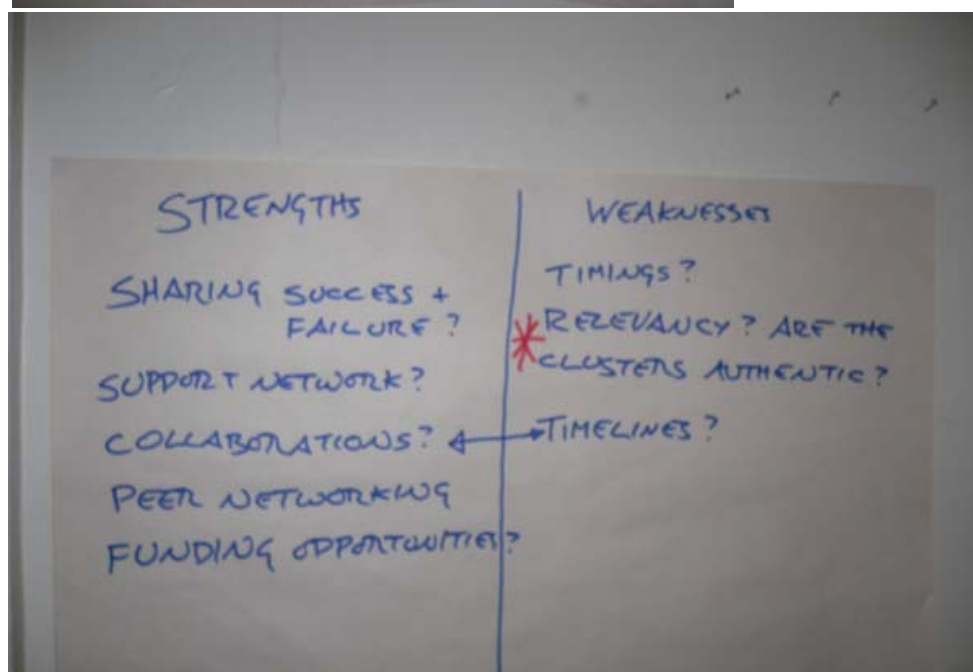 STRENGTHS
SHARING SUCCESS +
FAILURE?
SUPPORT NETWORK?
COLLABORATIONS?
PEER NETWORKING
FUNDING OPPORTUNITIES?
WEAKNESSES
TIMINGS?
RELEVANCY? ARE THE
CLUSTERS AUTHENTIC?
TIMELINES?